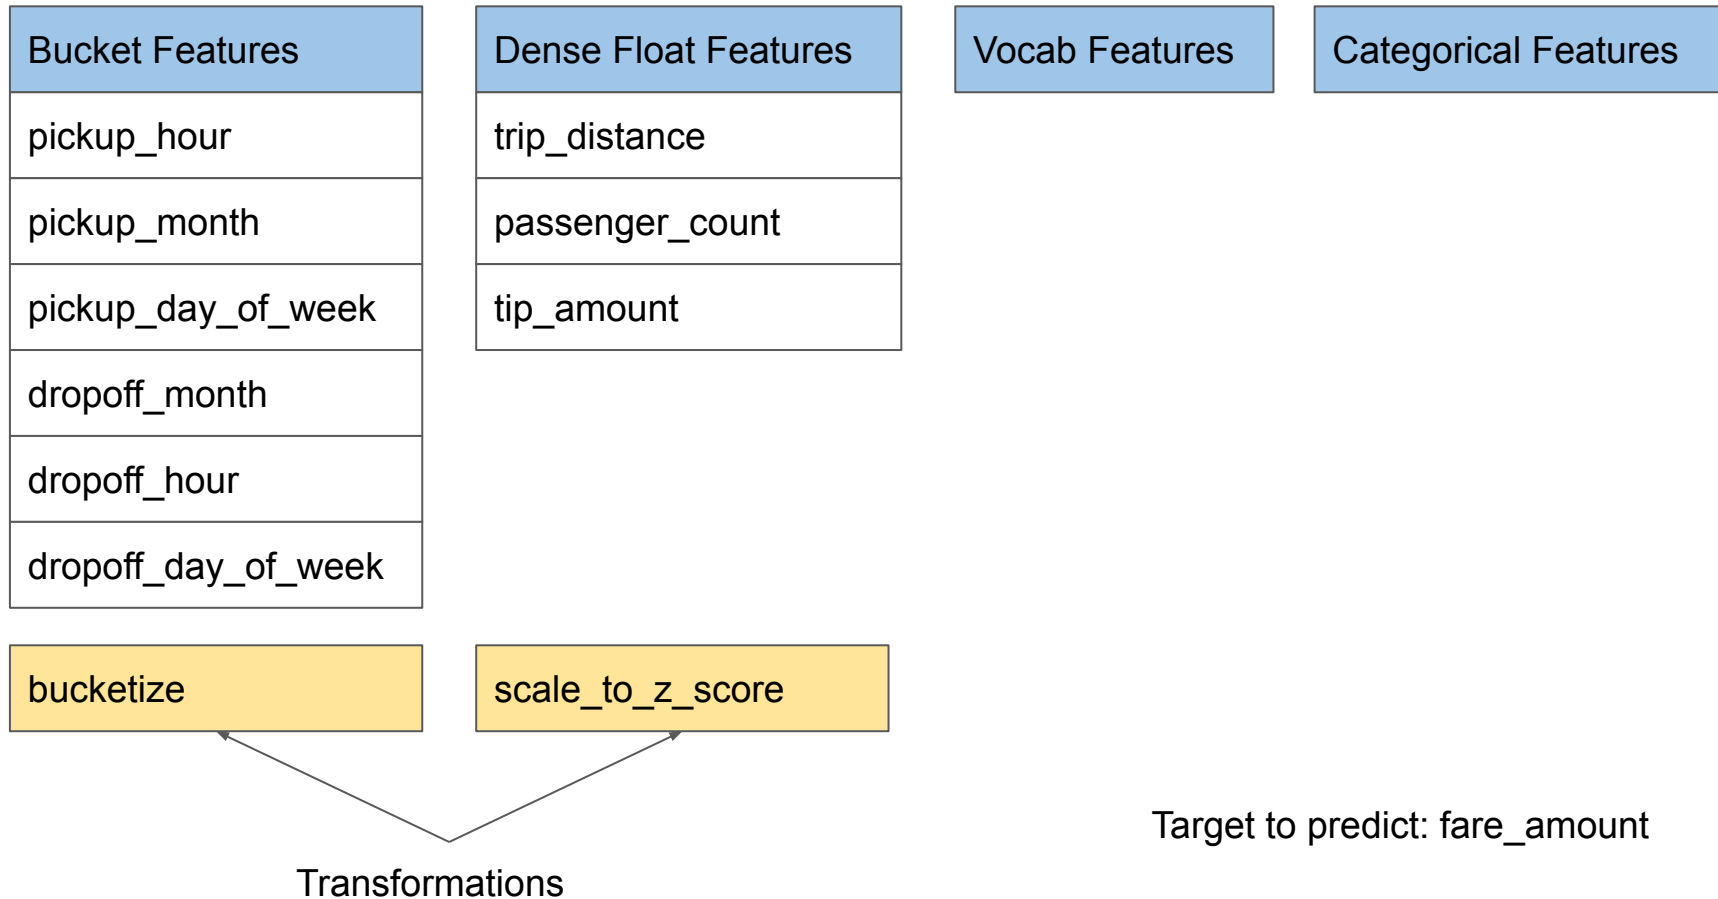 Bucket Features
pickup_hour
pickup_month
pickup_day_of_week
dropoff_month
dropoff_hour
dropoff_day_of_week
bucketize
Dense Float Features
trip_distance
passenger_count
tip_amount
scale_to_z_score
Transformations
Vocab Features
Categorical Features
Target to predict: fare_amount